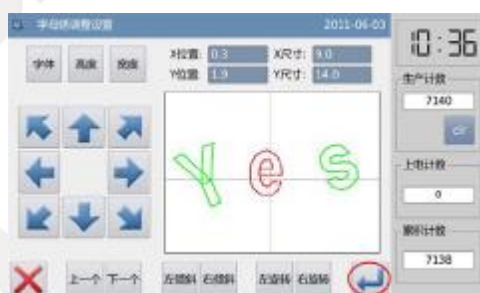 字母绣调整设置 2011-06-03
10:36
字体 高度 宽度
X位置: 0.3 X尺寸: 9.0
Y位置: 1.9 Y尺寸: 14.0
生产计数
7140
clr
Yes
上电计数
0
累积计数
7138
上一个 下一个 左倾斜 右倾斜 左旋转 右旋转